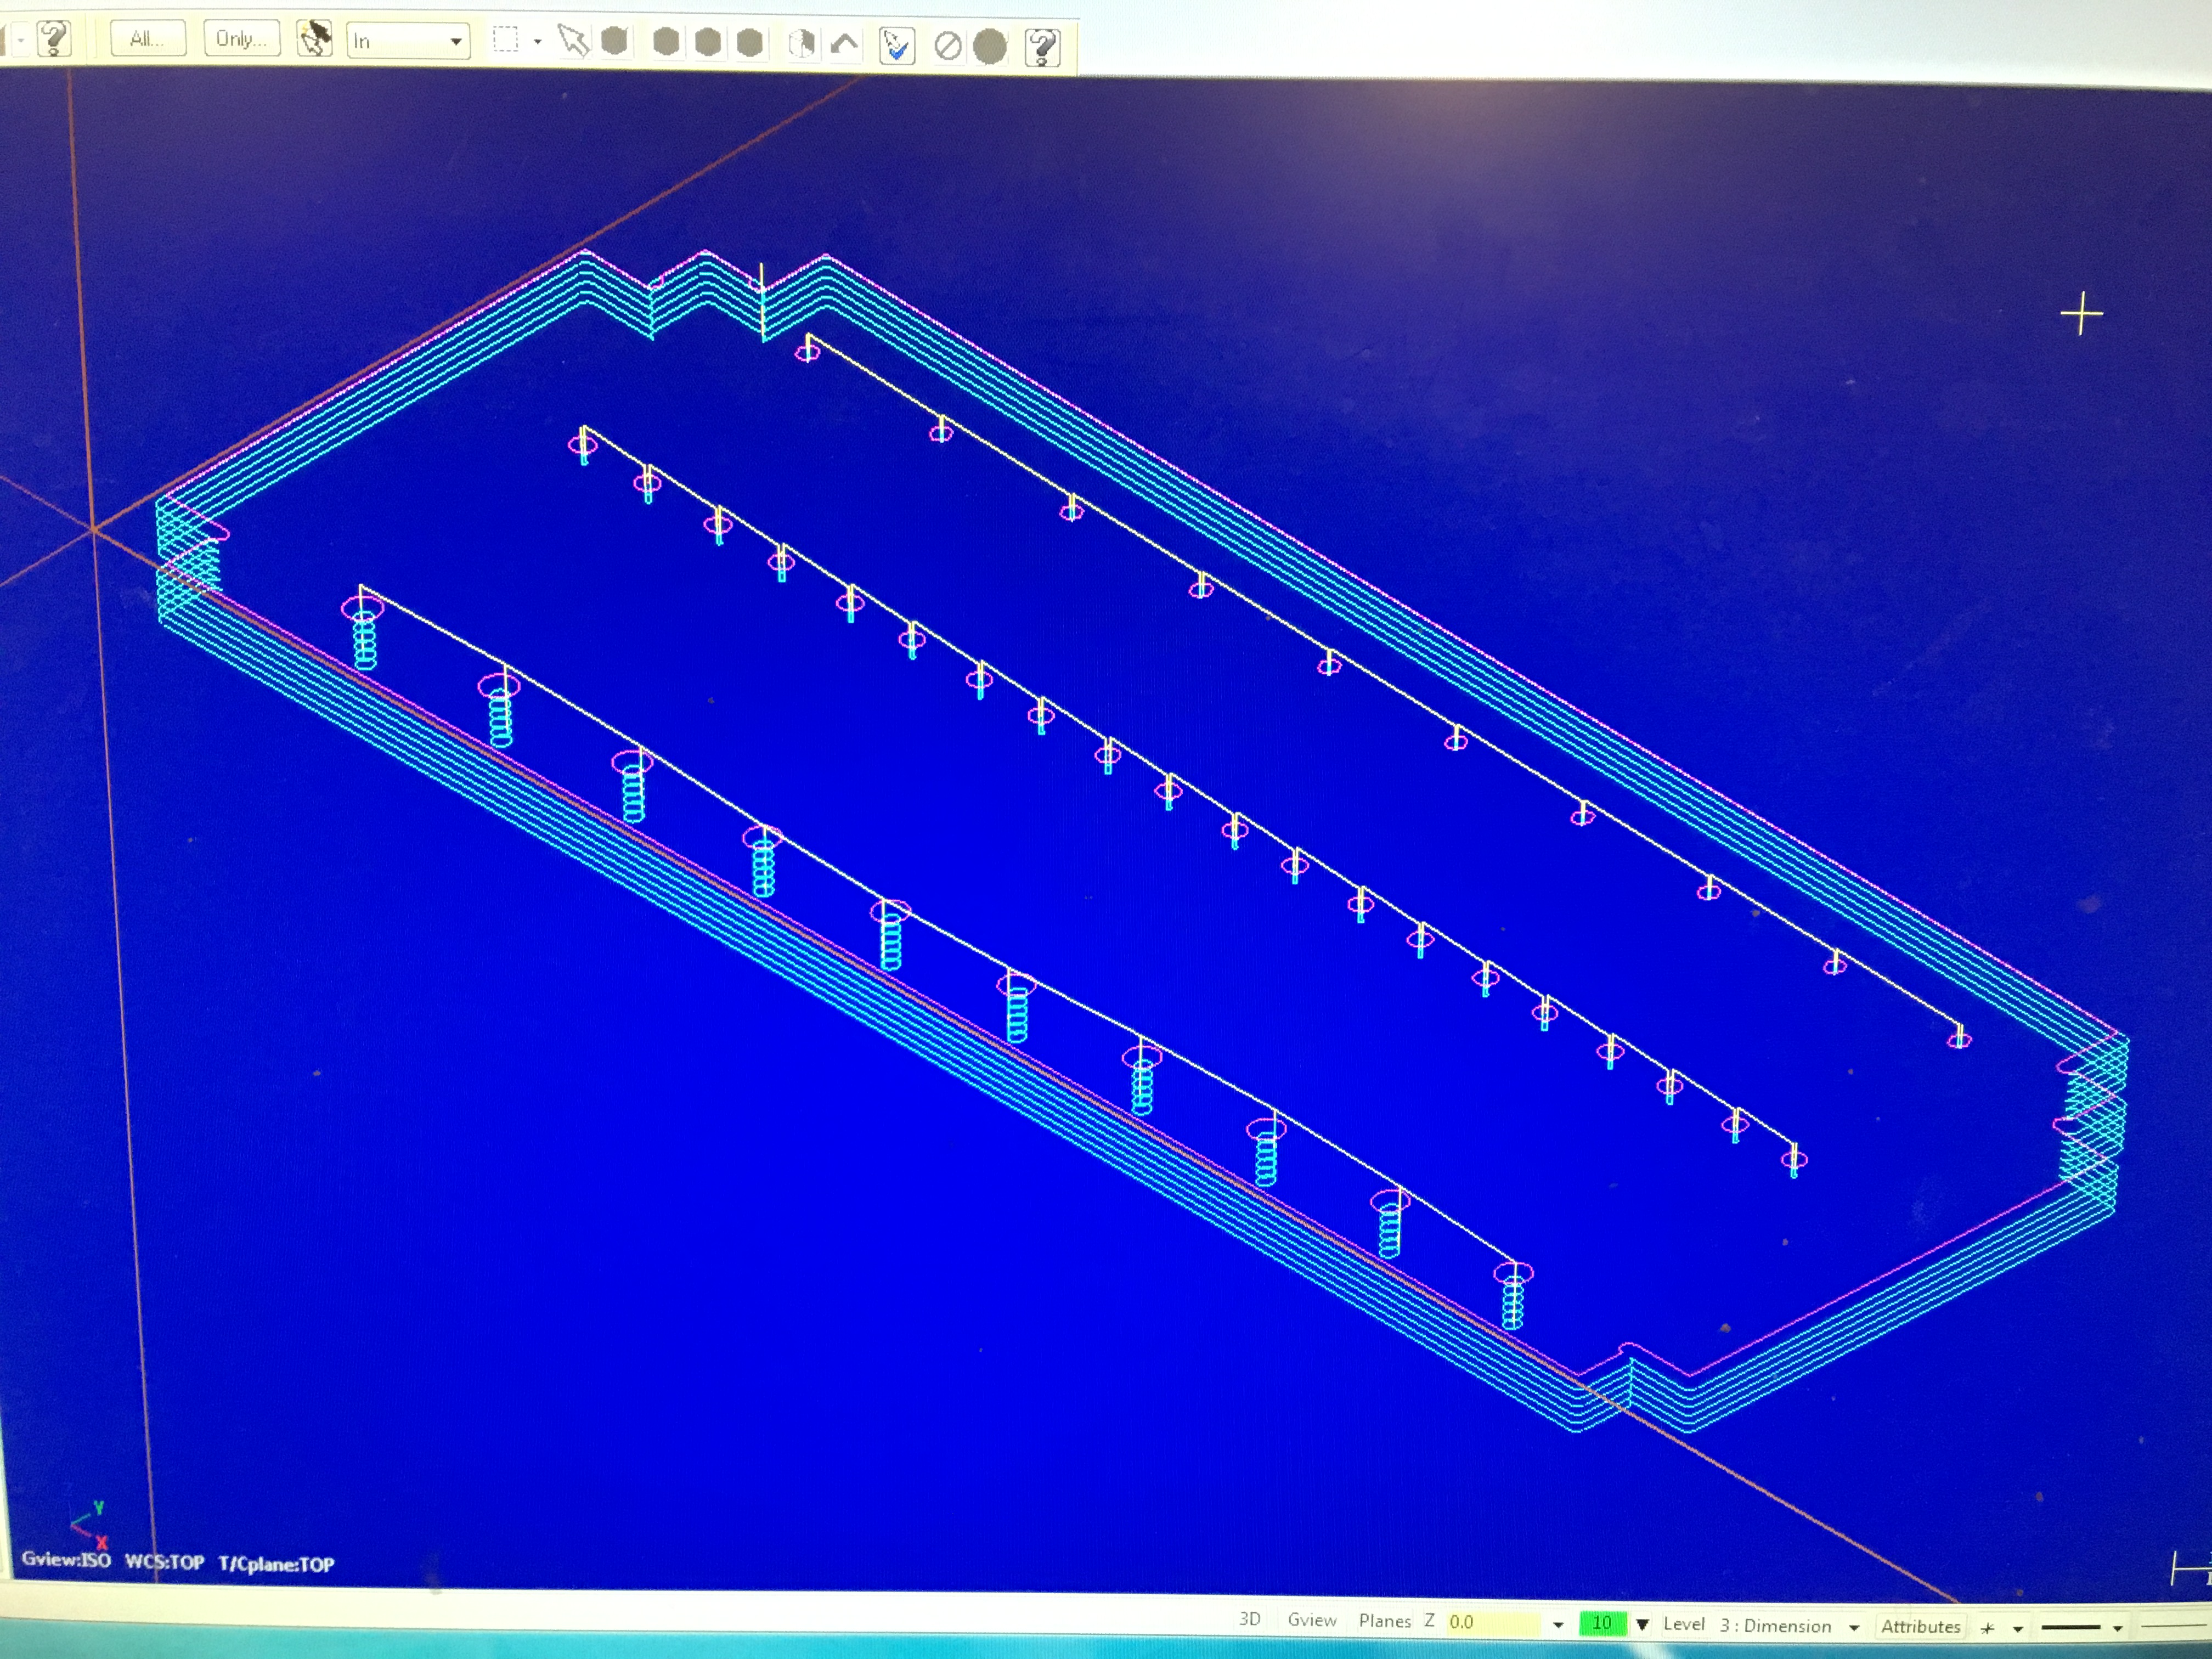 All... Only... In
Y
X
Gview:ISO WCS:TOP T/Cplane:TOP
3D Gview Planes Z 0.0 10 Level 3 : Dimension Attributes